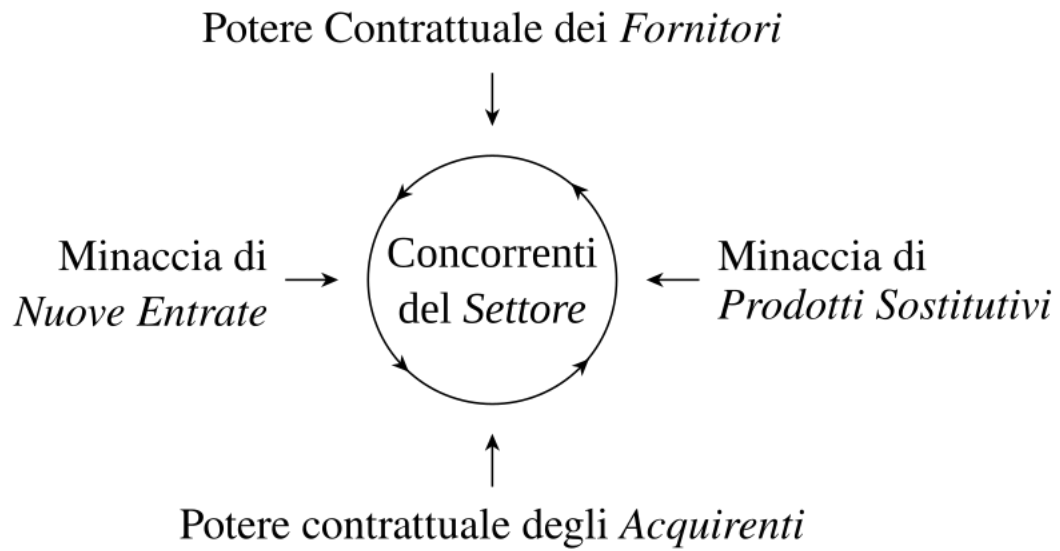 Potere Contrattuale dei Fornitori
Minaccia di
Nuove Entrate
Concorrenti
del Settore
Minaccia di
Prodotti Sostitutivi
Potere contrattuale degli Acquirenti